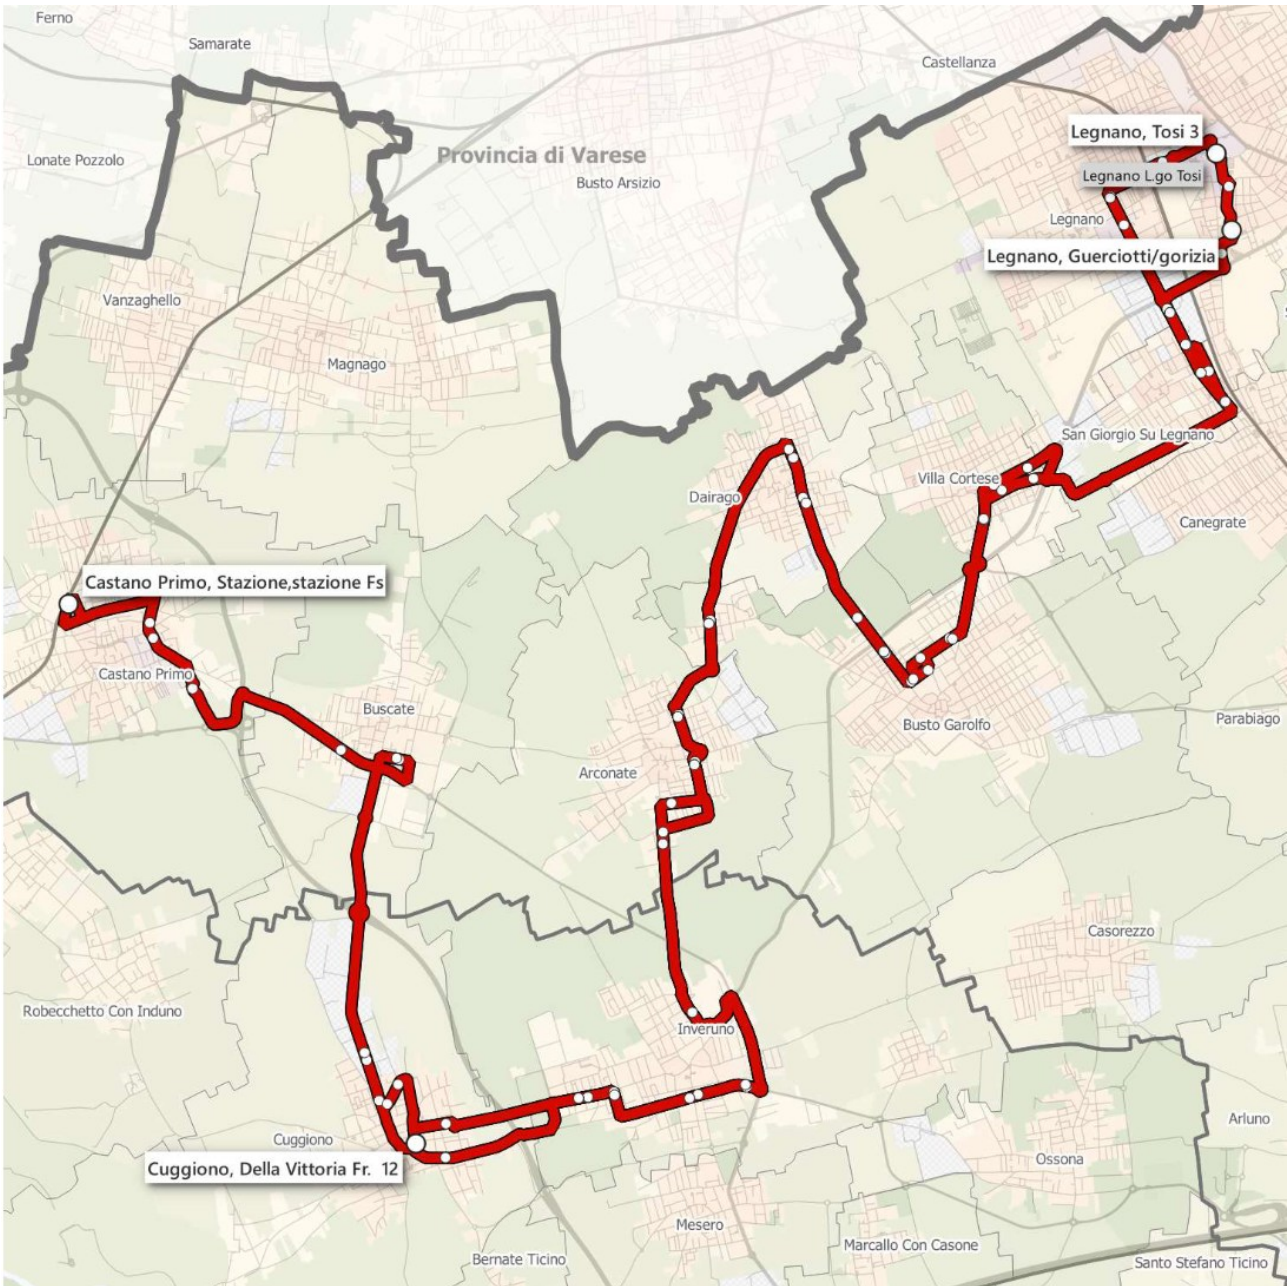 Ferno
Samarate
Castellanza
Lonate Pozzolo
Provincia di Varese
Busto Arsizio
Legnano, Tosi 3
Legnano L.go Tosi
Legnano
Legnano, Guerciotti/gorizia
Vanzaghello
Magnago
San Giorgio Su Legnano
Villa Cortese
Dairago
Canegrate
Castano Primo, Stazione,stazione Fs
Castano Primo
Buscate
Busto Garolfo
Parabiago
Arconate
Casorezzo
Robecchetto Con Induno
Inveruno
Arluno
Cuggiono
Ossona
Cuggiono, Della Vittoria Fr. 12
Mesero
Marcallo Con Casone
Bernate Ticino
Santo Stefano Ticino